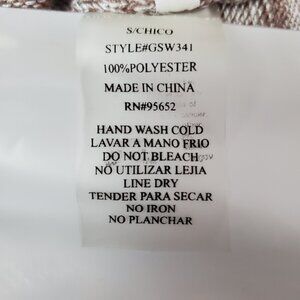 S/CHICO
STYLE#GSW341
100%POLYESTER
MADE IN CHINA
RN#95652
HAND WASH COLD
LAVAR A MANO FRIO
DO NOT BLEACH
NO UTILIZAR LEJIA
LINE DRY
TENDER PARA SECAR
NO IRON
NO PLANCHAR